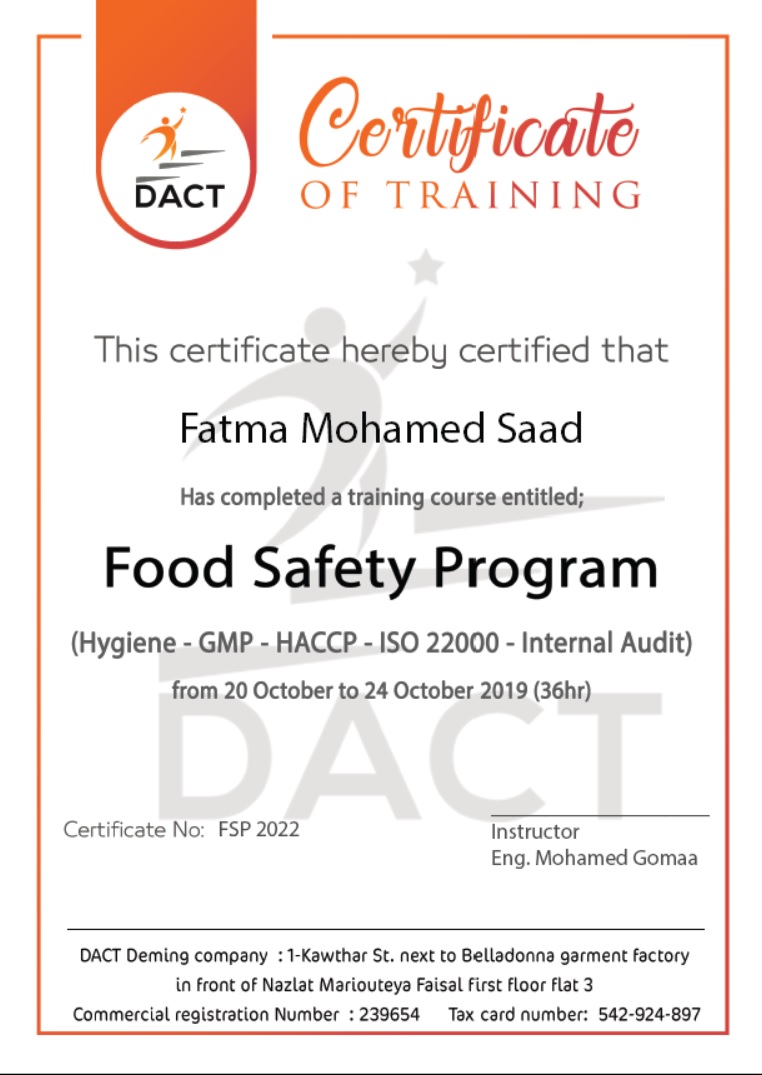 DACT
Certificate
OF TRAINING
This certificate hereby certified that
Fatma Mohamed Saad
Has completed a training course entitled;
Food Safety Program
(Hygiene - GMP - HACCP - ISO 22000 - Internal Audit)
from 20 October to 24 October 2019 (36hr)
DACT
Certificate No: FSP 2022
Instructor
Eng. Mohamed Gomaa
DACT Deming company : 1-Kawthar St. next to Belladonna garment factory
in front of Nazlat Mariouteya Faisal first floor flat 3
Commercial registration Number : 239654 Tax card number: 542-924-897